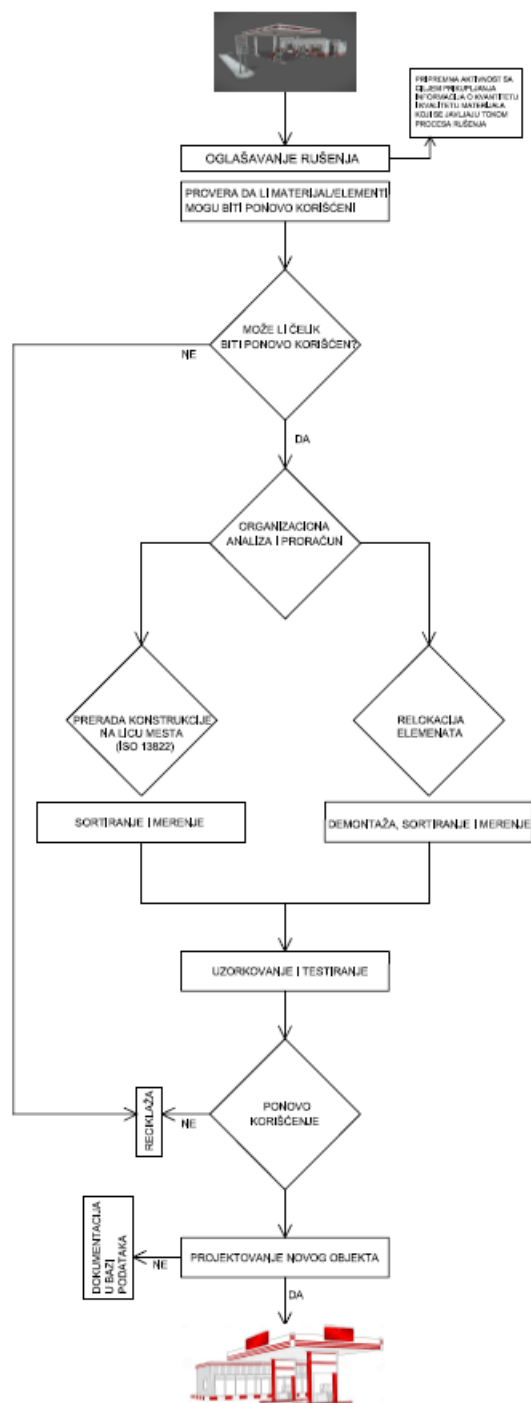 PRIPREMNA AKTIVNOST SA
CILJEM PRIKUPLJANJA
INFORMACIJA O KVANTITETU
I KVALITETU MATERIJALA
KOJI SE JAVLJAJU TOKOM
PROCESA RUŠENJA
OGLAŠAVANJE RUŠENJA
PROVERA DA LI MATERIJAL/ELEMENTI
MOGU BITI PONOVO KORIŠĆENI
MOŽE LI ČELIK
BITI PONOVO KORIŠĆEN?
NE
DA
ORGANIZACIONA
ANALIZA I PRORAČUN
PRERADA KONSTRUKCIJE
NA LICU MESTA
(ISO 13822)
RELOKACIJA
ELEMENATA
SORTIRANJE I MERENJE
DEMONTAŽA, SORTIRANJE I MERENJE
UZORKOVANJE I TESTIRANJE
PONOVO
KORIŠĆENJE
NE
RECIKLAŽA
PROJEKTOVANJE NOVOG OBJEKTA
NE
DOKUMENTACIJA
U BAZI
PODATAKA
DA